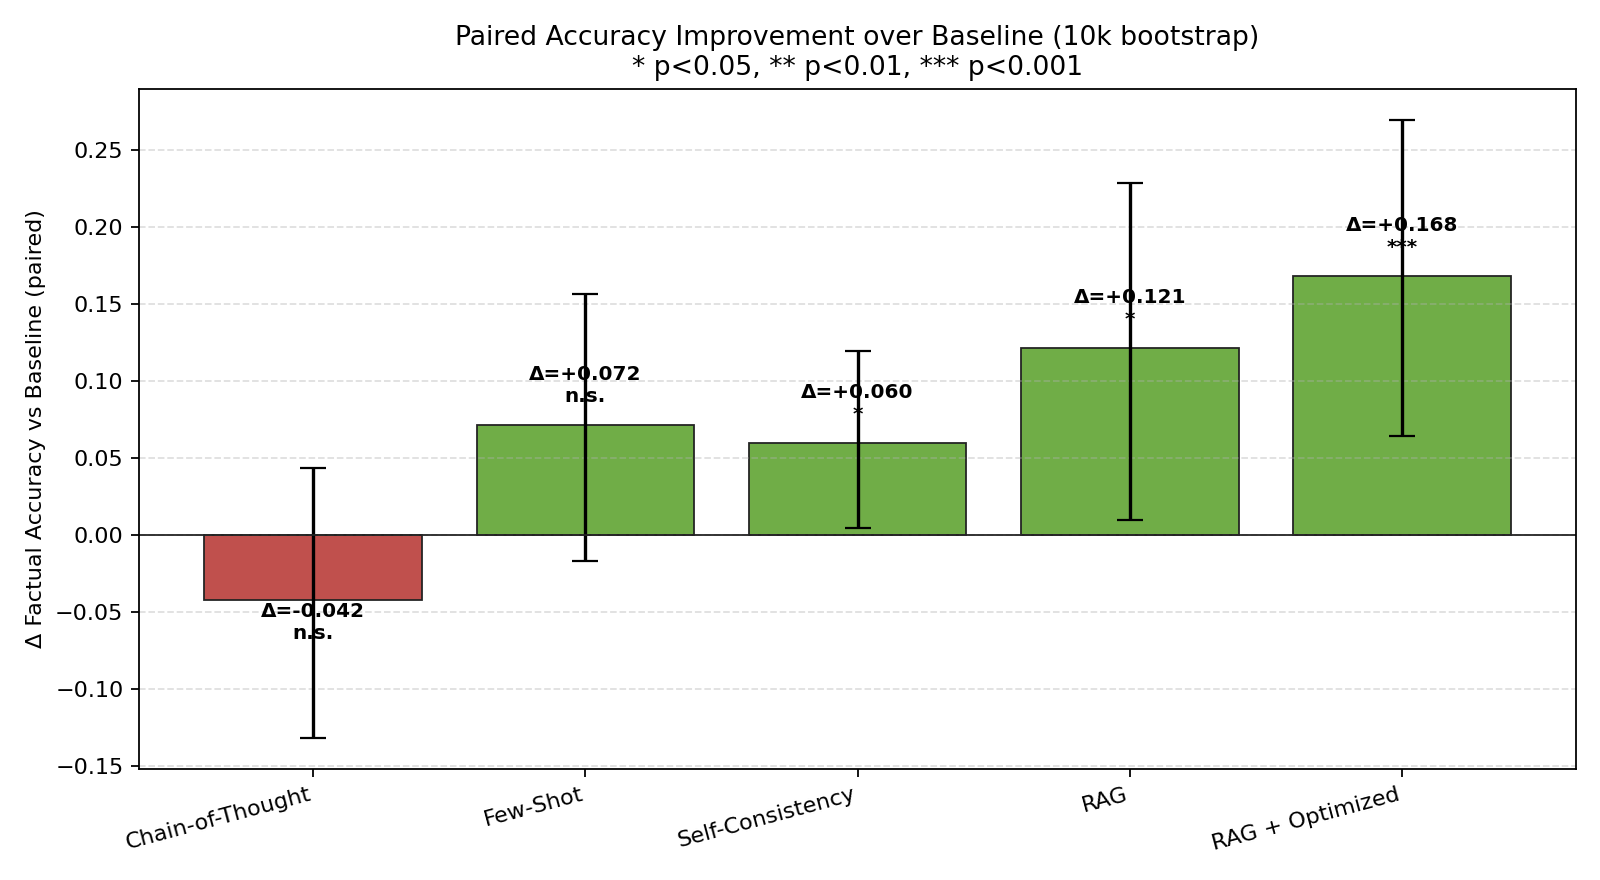 Paired Accuracy Improvement over Baseline (10k bootstrap)
* p<0.05, ** p<0.01, *** p<0.001
Δ Factual Accuracy vs Baseline (paired)
0.25
0.20
0.15
0.10
0.05
0.00
−0.05
−0.10
−0.15
Δ=-0.042
n.s.
Δ=+0.072
n.s.
Δ=+0.060
*
Δ=+0.121
*
Δ=+0.168
***
Chain-of-Thought
Few-Shot
Self-Consistency
RAG
RAG + Optimized